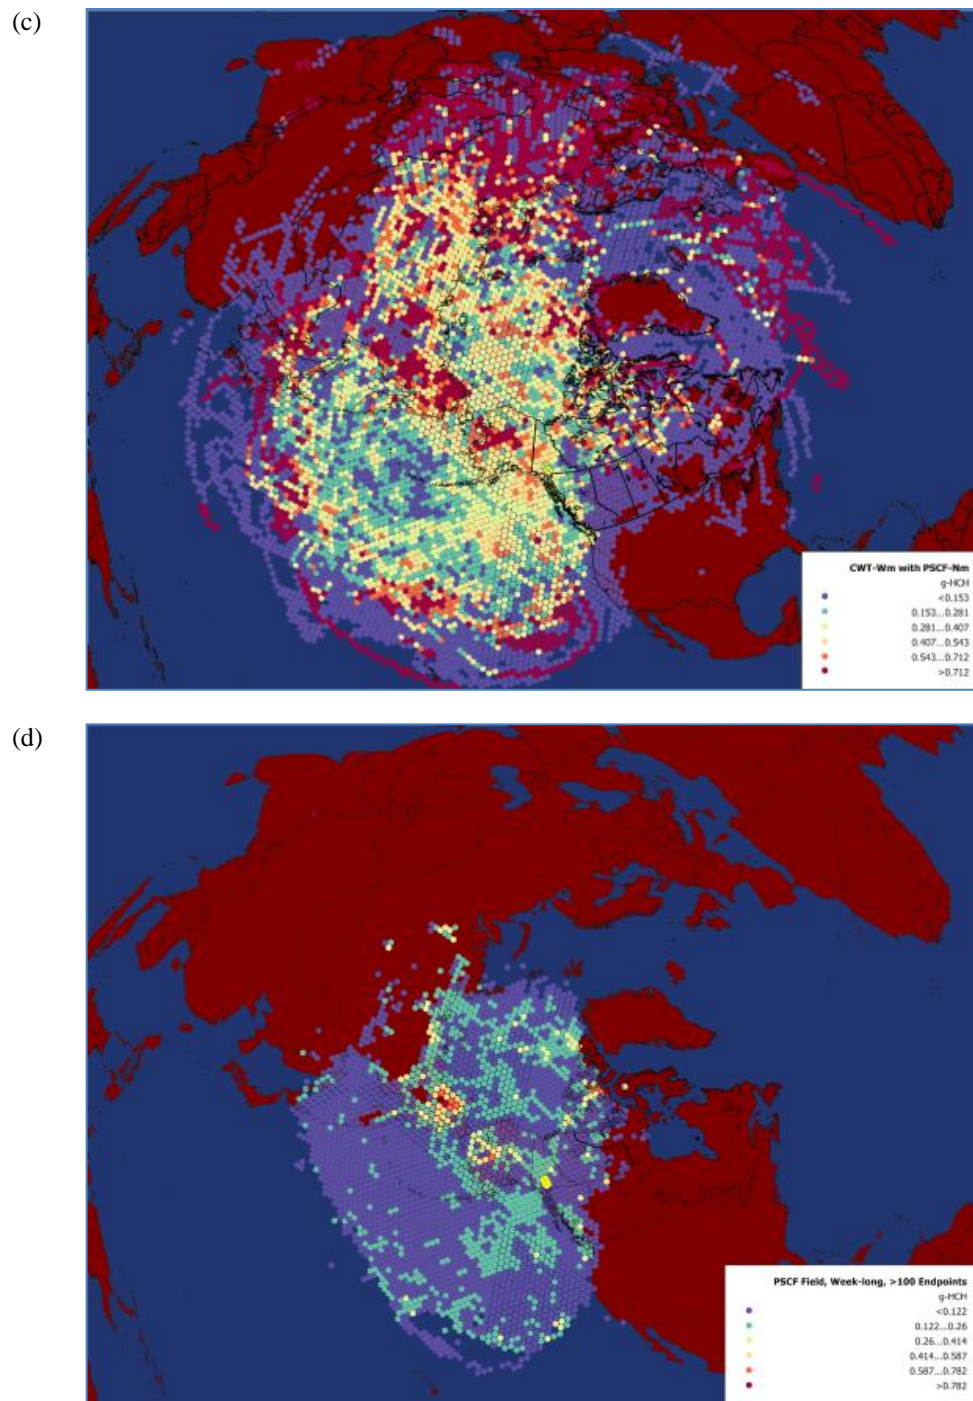 (c)
CWT-Wm with PSCF-Nm
g-HCH
<0.153
0.153...0.281
0.281...0.407
0.407...0.543
0.543...0.712
>0.712
(d)
PSCF Field, Week-long, >100 Endpoints
g-HCH
<0.122
0.122...0.26
0.26...0.414
0.414...0.587
0.587...0.782
>0.782